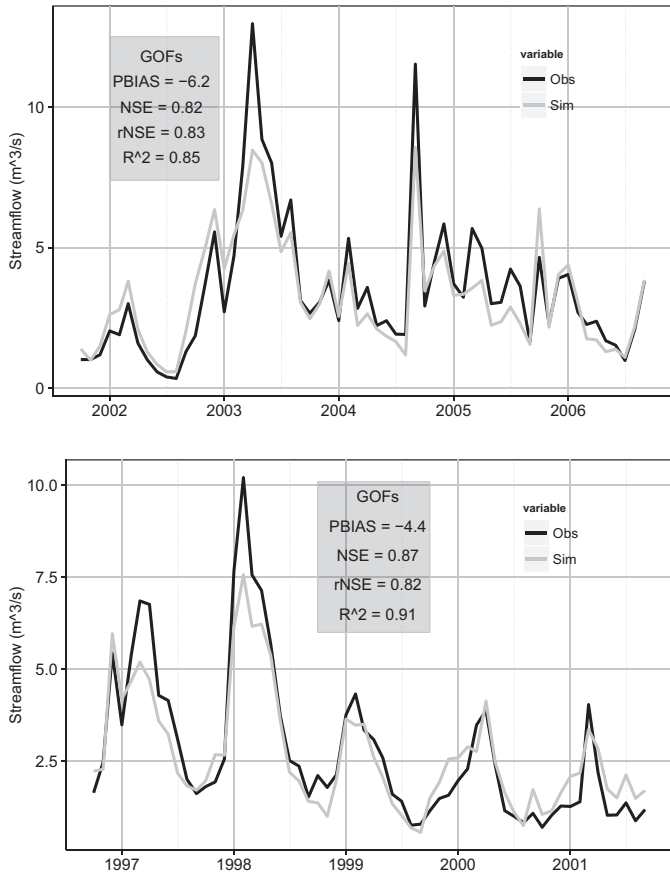 GOFs
PBIAS = −6.2
NSE = 0.82
rNSE = 0.83
R^2 = 0.85
variable
Obs
Sim
Streamflow (m^3/s)
10
5
0
2002 2003 2004 2005 2006
GOFs
PBIAS = −4.4
NSE = 0.87
rNSE = 0.82
R^2 = 0.91
variable
Obs
Sim
Streamflow (m^3/s)
10.0
7.5
5.0
2.5
1997 1998 1999 2000 2001